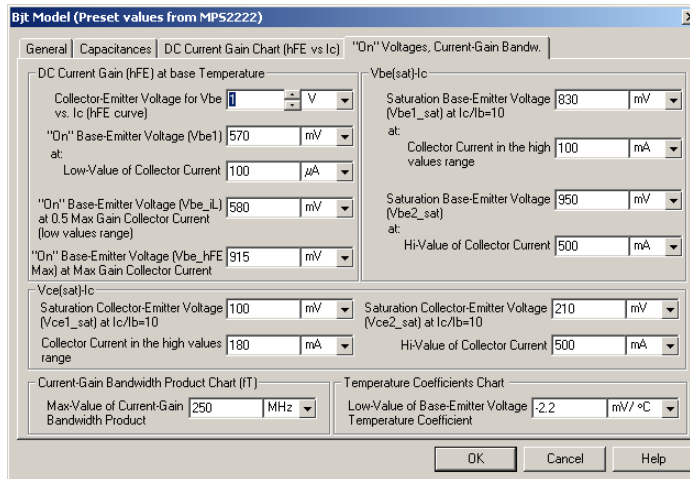 Bjt Model (Preset values from MPS2222)
General
Capacitances
DC Current Gain Chart (hFE vs Ic)
"On" Voltages, Current-Gain Bandw.
DC Current Gain (hFE) at base Temperature
Collector-Emitter Voltage for Vbe
vs. Ic (hFE curve)
1
V
"On" Base-Emitter Voltage (Vbe1)
570
mV
at:
Low-Value of Collector Current
100
µA
"On" Base-Emitter Voltage (Vbe_iL)
at 0.5 Max Gain Collector Current
(low values range)
580
mV
"On" Base-Emitter Voltage (Vbe_hFE
Max) at Max Gain Collector Current
915
mV
Vbe(sat)-Ic
Saturation Base-Emitter Voltage
(Vbe1_sat) at Ic/Ib=10
830
mV
at:
Collector Current in the high
values range
100
mA
Saturation Base-Emitter Voltage
(Vbe2_sat)
950
mV
at:
Hi-Value of Collector Current
500
mA
Vce(sat)-Ic
Saturation Collector-Emitter Voltage
(Vce1_sat) at Ic/Ib=10
100
mV
Collector Current in the high values
range
180
mA
Saturation Collector-Emitter Voltage
(Vce2_sat) at Ic/Ib=10
210
mV
Hi-Value of Collector Current
500
mA
Current-Gain Bandwidth Product Chart (fT)
Max-Value of Current-Gain
Bandwidth Product
250
MHz
Temperature Coefficients Chart
Low-Value of Base-Emitter Voltage
Temperature Coefficient
-2.2
mV/ ºC
OK
Cancel
Help